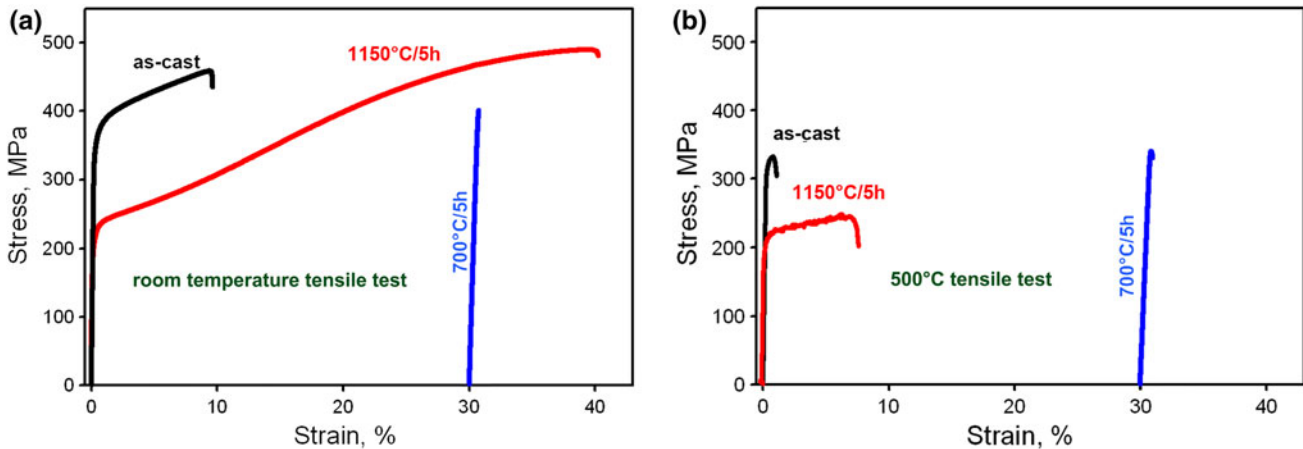 (a)
500
400
300
200
100
0
Stress, MPa
as-cast
1150°C/5h
700°C/5h
room temperature tensile test
0 10 20 30 40
Strain, %
(b)
500
400
300
200
100
0
Stress, MPa
as-cast
1150°C/5h
700°C/5h
500°C tensile test
0 10 20 30 40
Strain, %